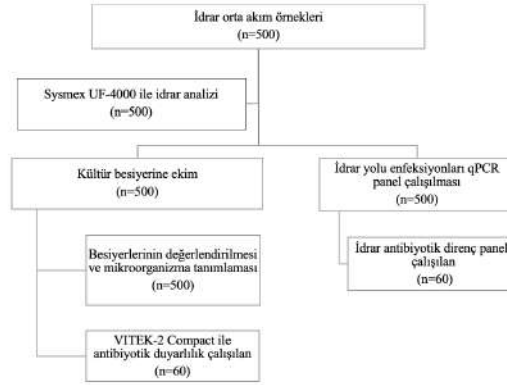 İdrar orta akım örnekleri
(n=500)
Sysmex UF-4000 ile idrar analizi
(n=500)
Kültür besiyerine ekim
(n=500)
İdrar yolu enfeksiyonları qPCR
panel çalışılması
(n=500)
Besiyerlerinin değerlendirilmesi
ve mikroorganizma tanımlaması
(n=500)
İdrar antibiyotik direnç panel
çalışılan
(n=60)
VITEK-2 Compact ile
antibiyotik duyarlılık çalışılan
(n=60)